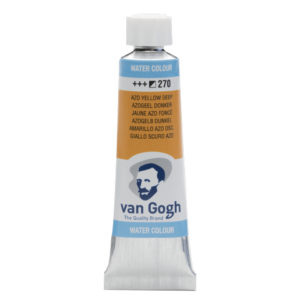 WATER COLOUR
+++ 270
AZO YELLOW DEEP
AZOGEEL DONKER
JAUNE AZO FONCÉ
AZOGELB DUNKEL
AMARILLO AZO OSC.
GIALLO SCURO AZO
van Gogh
The Quality Brand
WATER COLOUR